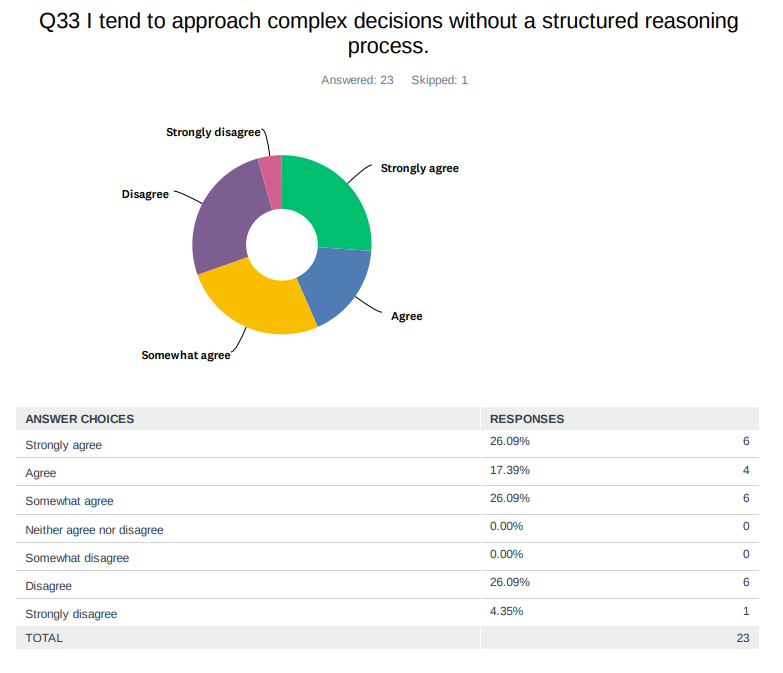 Q33 I tend to approach complex decisions without a structured reasoning
process.
Answered: 23 Skipped: 1
Strongly disagree
Strongly agree
Disagree
Agree
Somewhat agree
ANSWER CHOICES RESPONSES
Strongly agree 26.09% 6
Agree 17.39% 4
Somewhat agree 26.09% 6
Neither agree nor disagree 0.00% 0
Somewhat disagree 0.00% 0
Disagree 26.09% 6
Strongly disagree 4.35% 1
TOTAL 23